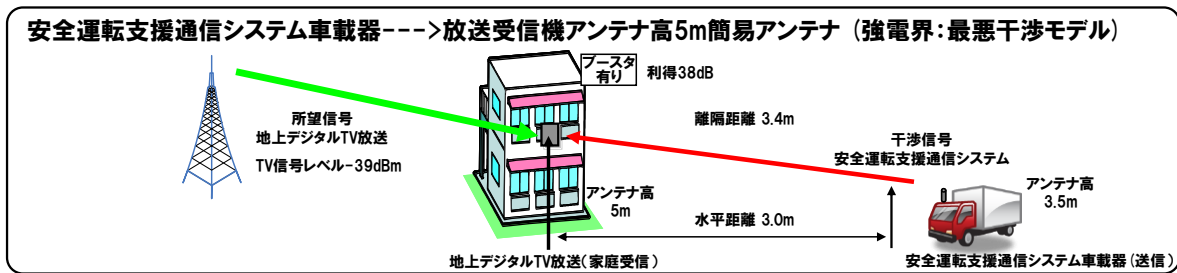 安全運転支援通信システム車載器--->放送受信機アンテナ高5m簡易アンテナ (強電界:最悪干渉モデル)
ブースタ
有り
利得38dB
所望信号
地上デジタルTV放送
TV信号レベル-39dBm
離隔距離 3.4m
干渉信号
安全運転支援通信システム
アンテナ高
5m
アンテナ高
3.5m
水平距離 3.0m
地上デジタルTV放送(家庭受信)
安全運転支援通信システム車載器(送信)